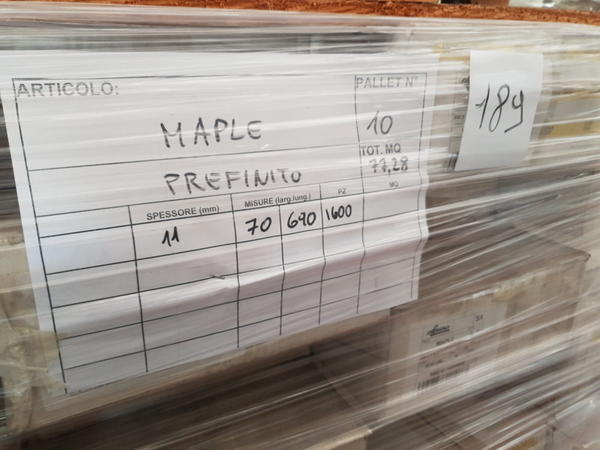 ARTICOLO:
MAPLE
PREFINITO
PALLET N°
10
TOT. MQ
77,28
SPESSORE (mm) MISURE (larg.lung.) PZ MQ
11 70 690 1600
189